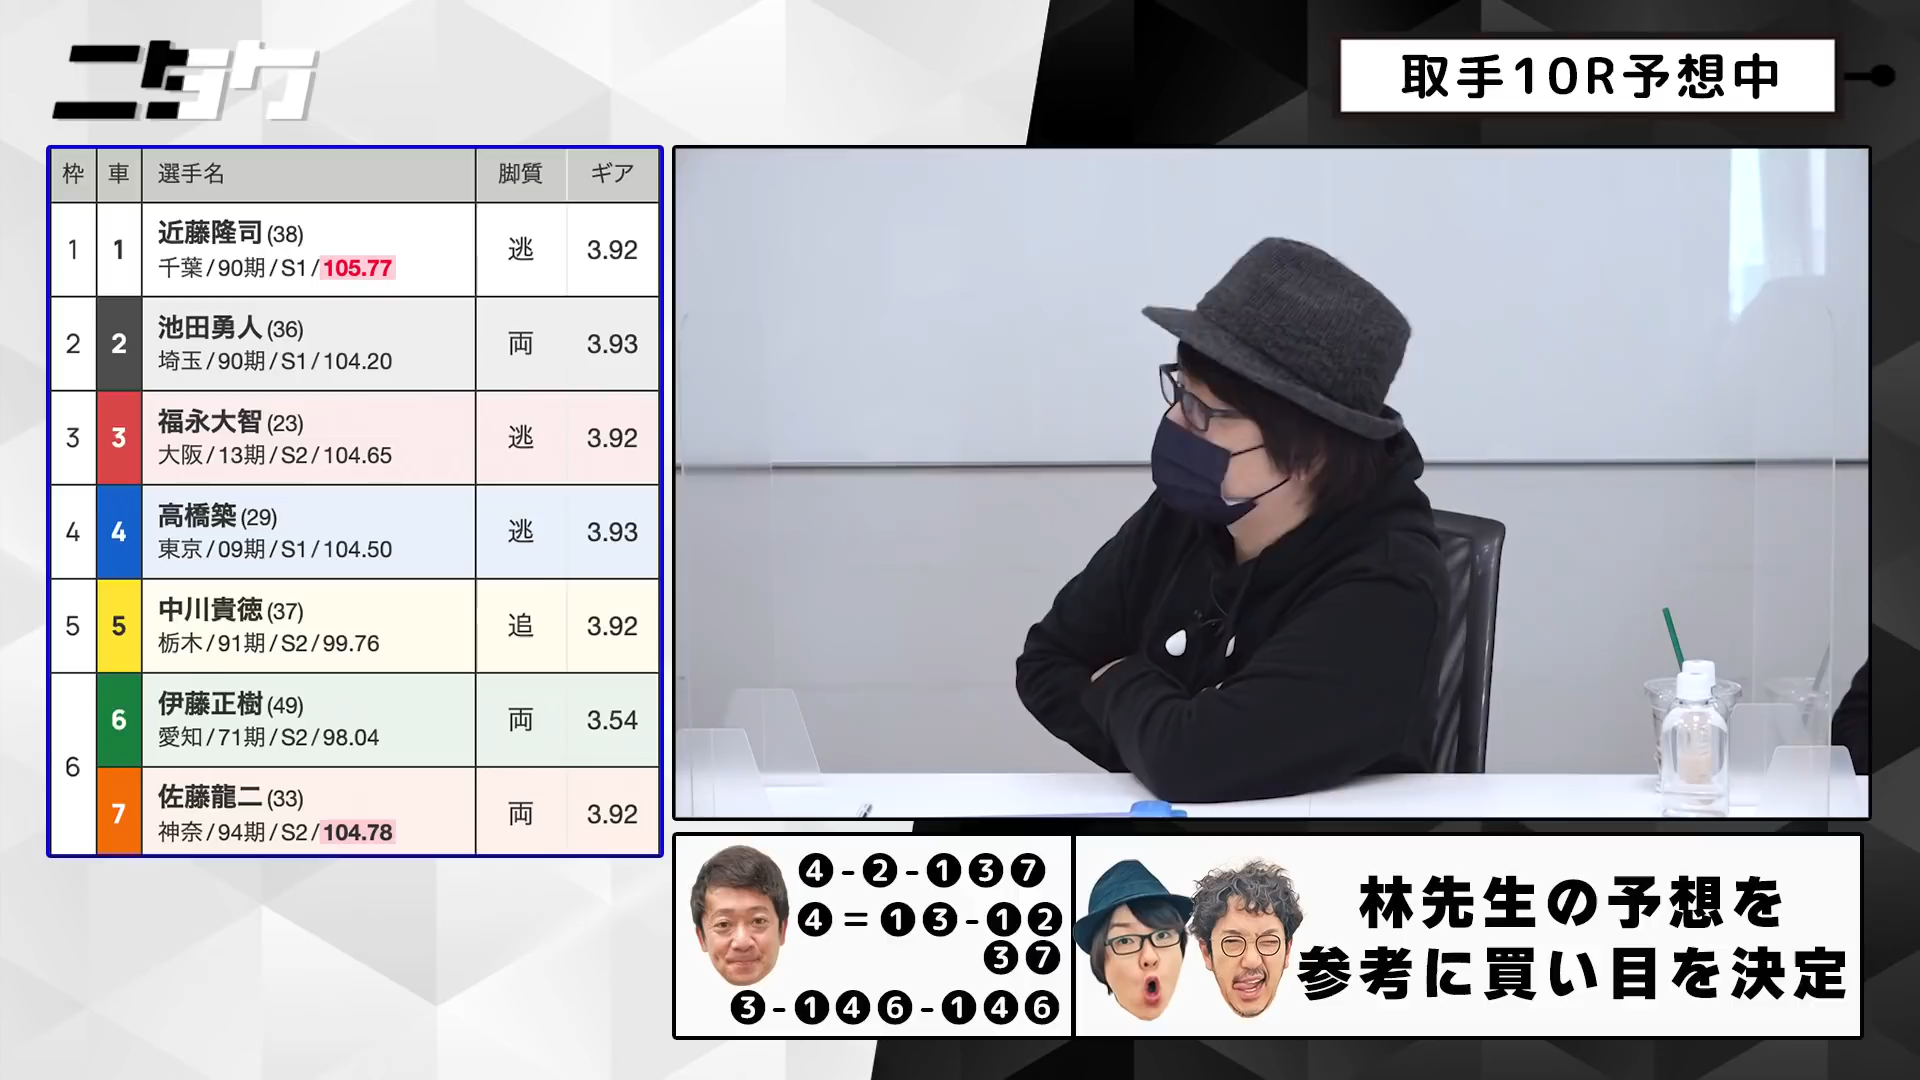 ニタク
取手10R予想中
枠 車 選手名 脚質 ギア
1 1 近藤隆司(38) 逃 3.92
千葉/90期/S1/105.77
2 2 池田勇人(36) 両 3.93
埼玉/90期/S1/104.20
3 3 福永大智(23) 逃 3.92
大阪/13期/S2/104.65
4 4 高橋築(29) 逃 3.93
東京/09期/S1/104.50
5 5 中川貴徳(37) 追 3.92
栃木/91期/S2/99.76
6 6 伊藤正樹(49) 両 3.54
愛知/71期/S2/98.04
7 佐藤龍二(33) 両 3.92
神奈/94期/S2/104.78
4-2-137
4=13-12
37
3-146-146
林先生の予想を
参考に買い目を決定